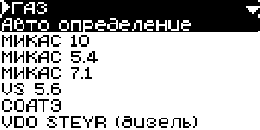 ГАЗ
Авто определение
МИКАС 10
МИКАС 5.4
МИКАС 7.1
VS 5.6
СОАТЭ
VDO STEYR (дизель)